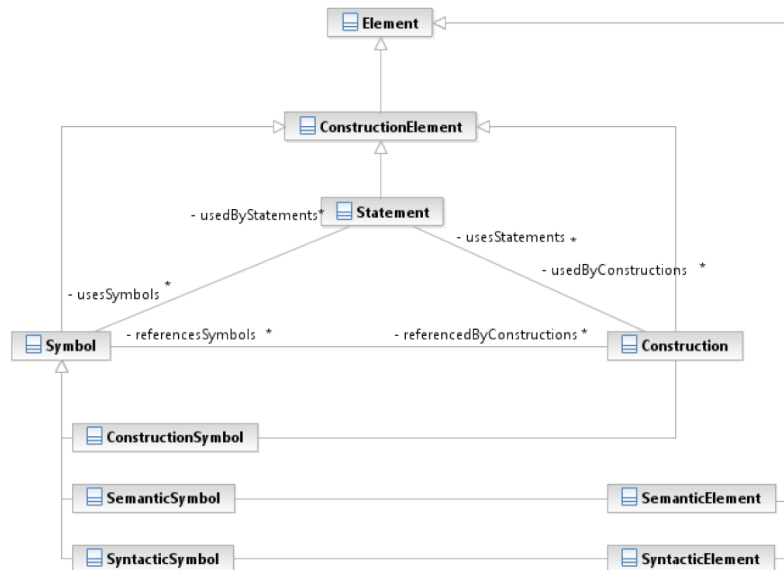 Element
ConstructionElement
Statement
- usedByStatements*
- usesStatements *
- usedByConstructions *
- usesSymbols *
- referencesSymbols *
- referencedByConstructions *
Symbol
Construction
ConstructionSymbol
SemanticSymbol
SemanticElement
SyntacticSymbol
SyntacticElement